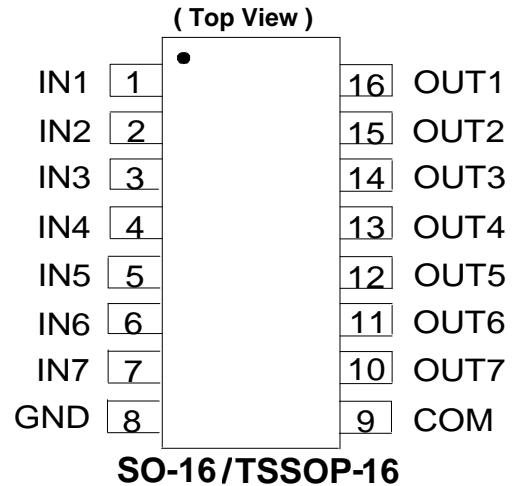 ( Top View )
IN1 1 16 OUT1
IN2 2 15 OUT2
IN3 3 14 OUT3
IN4 4 13 OUT4
IN5 5 12 OUT5
IN6 6 11 OUT6
IN7 7 10 OUT7
GND 8 9 COM
SO-16/TSSOP-16